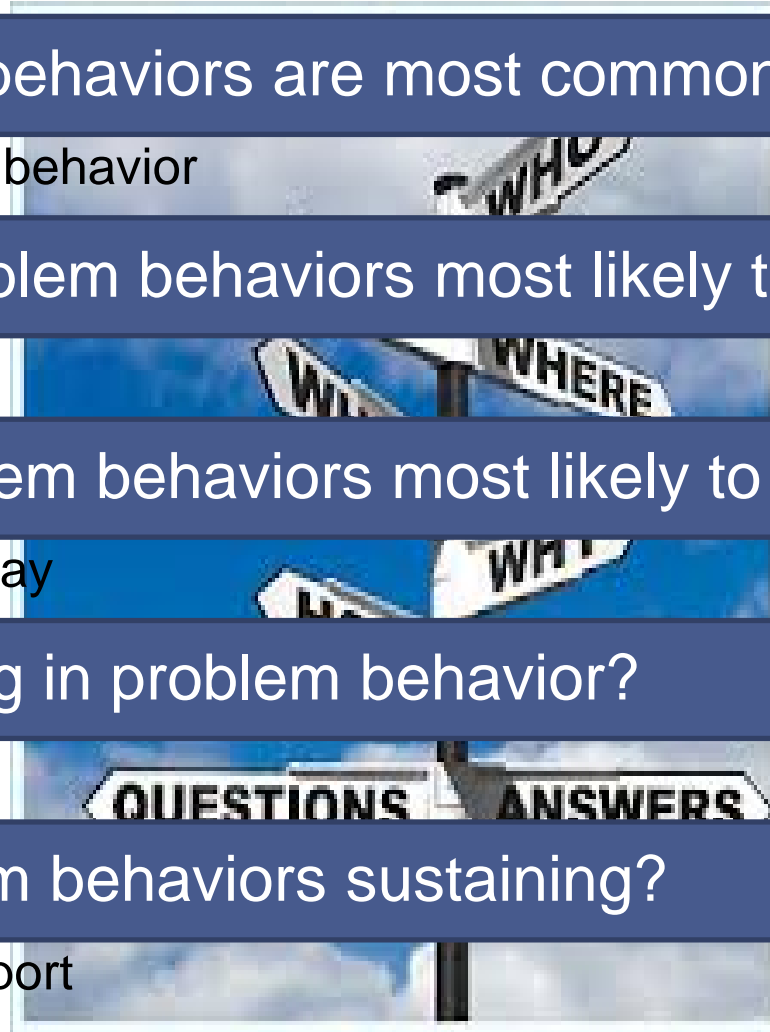 behaviors are most common
behavior
WHO
blem behaviors most likely t
WHERE
em behaviors most likely to
ay
WHY
g in problem behavior?
QUESTIONS ANSWERS
m behaviors sustaining?
port